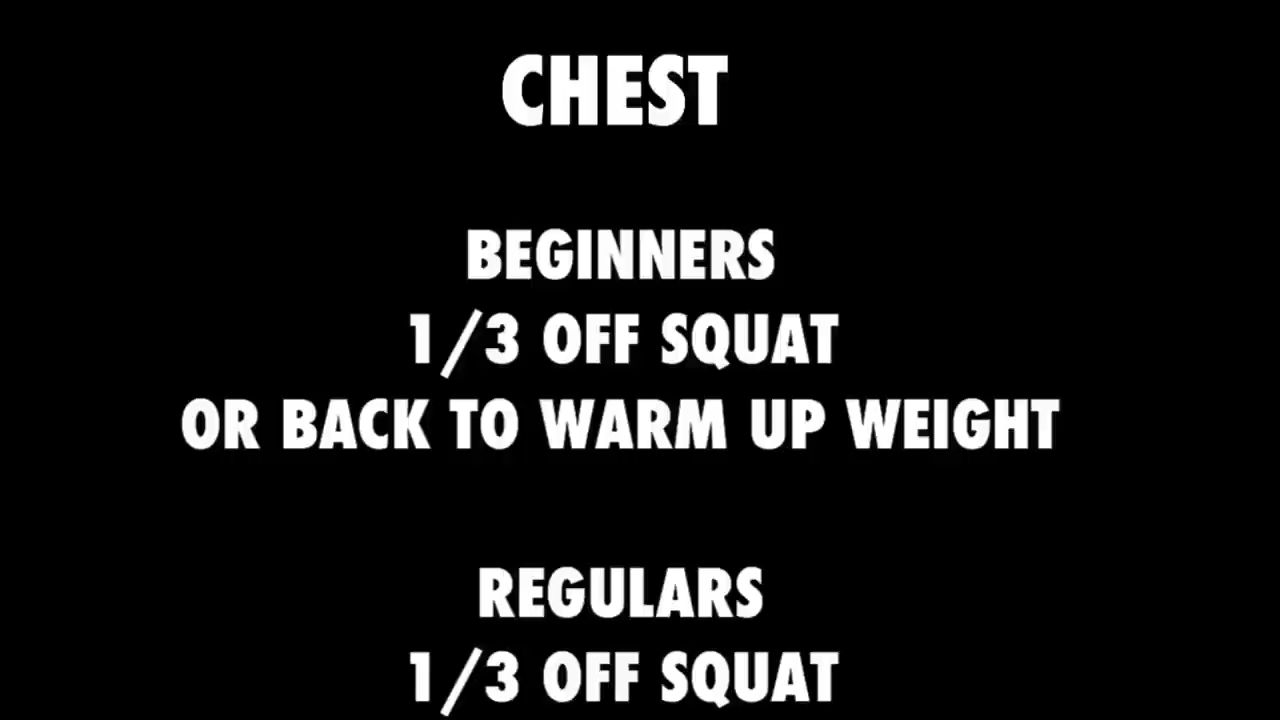 CHEST
BEGINNERS
1/3 OFF SQUAT
OR BACK TO WARM UP WEIGHT
REGULARS
1/3 OFF SQUAT